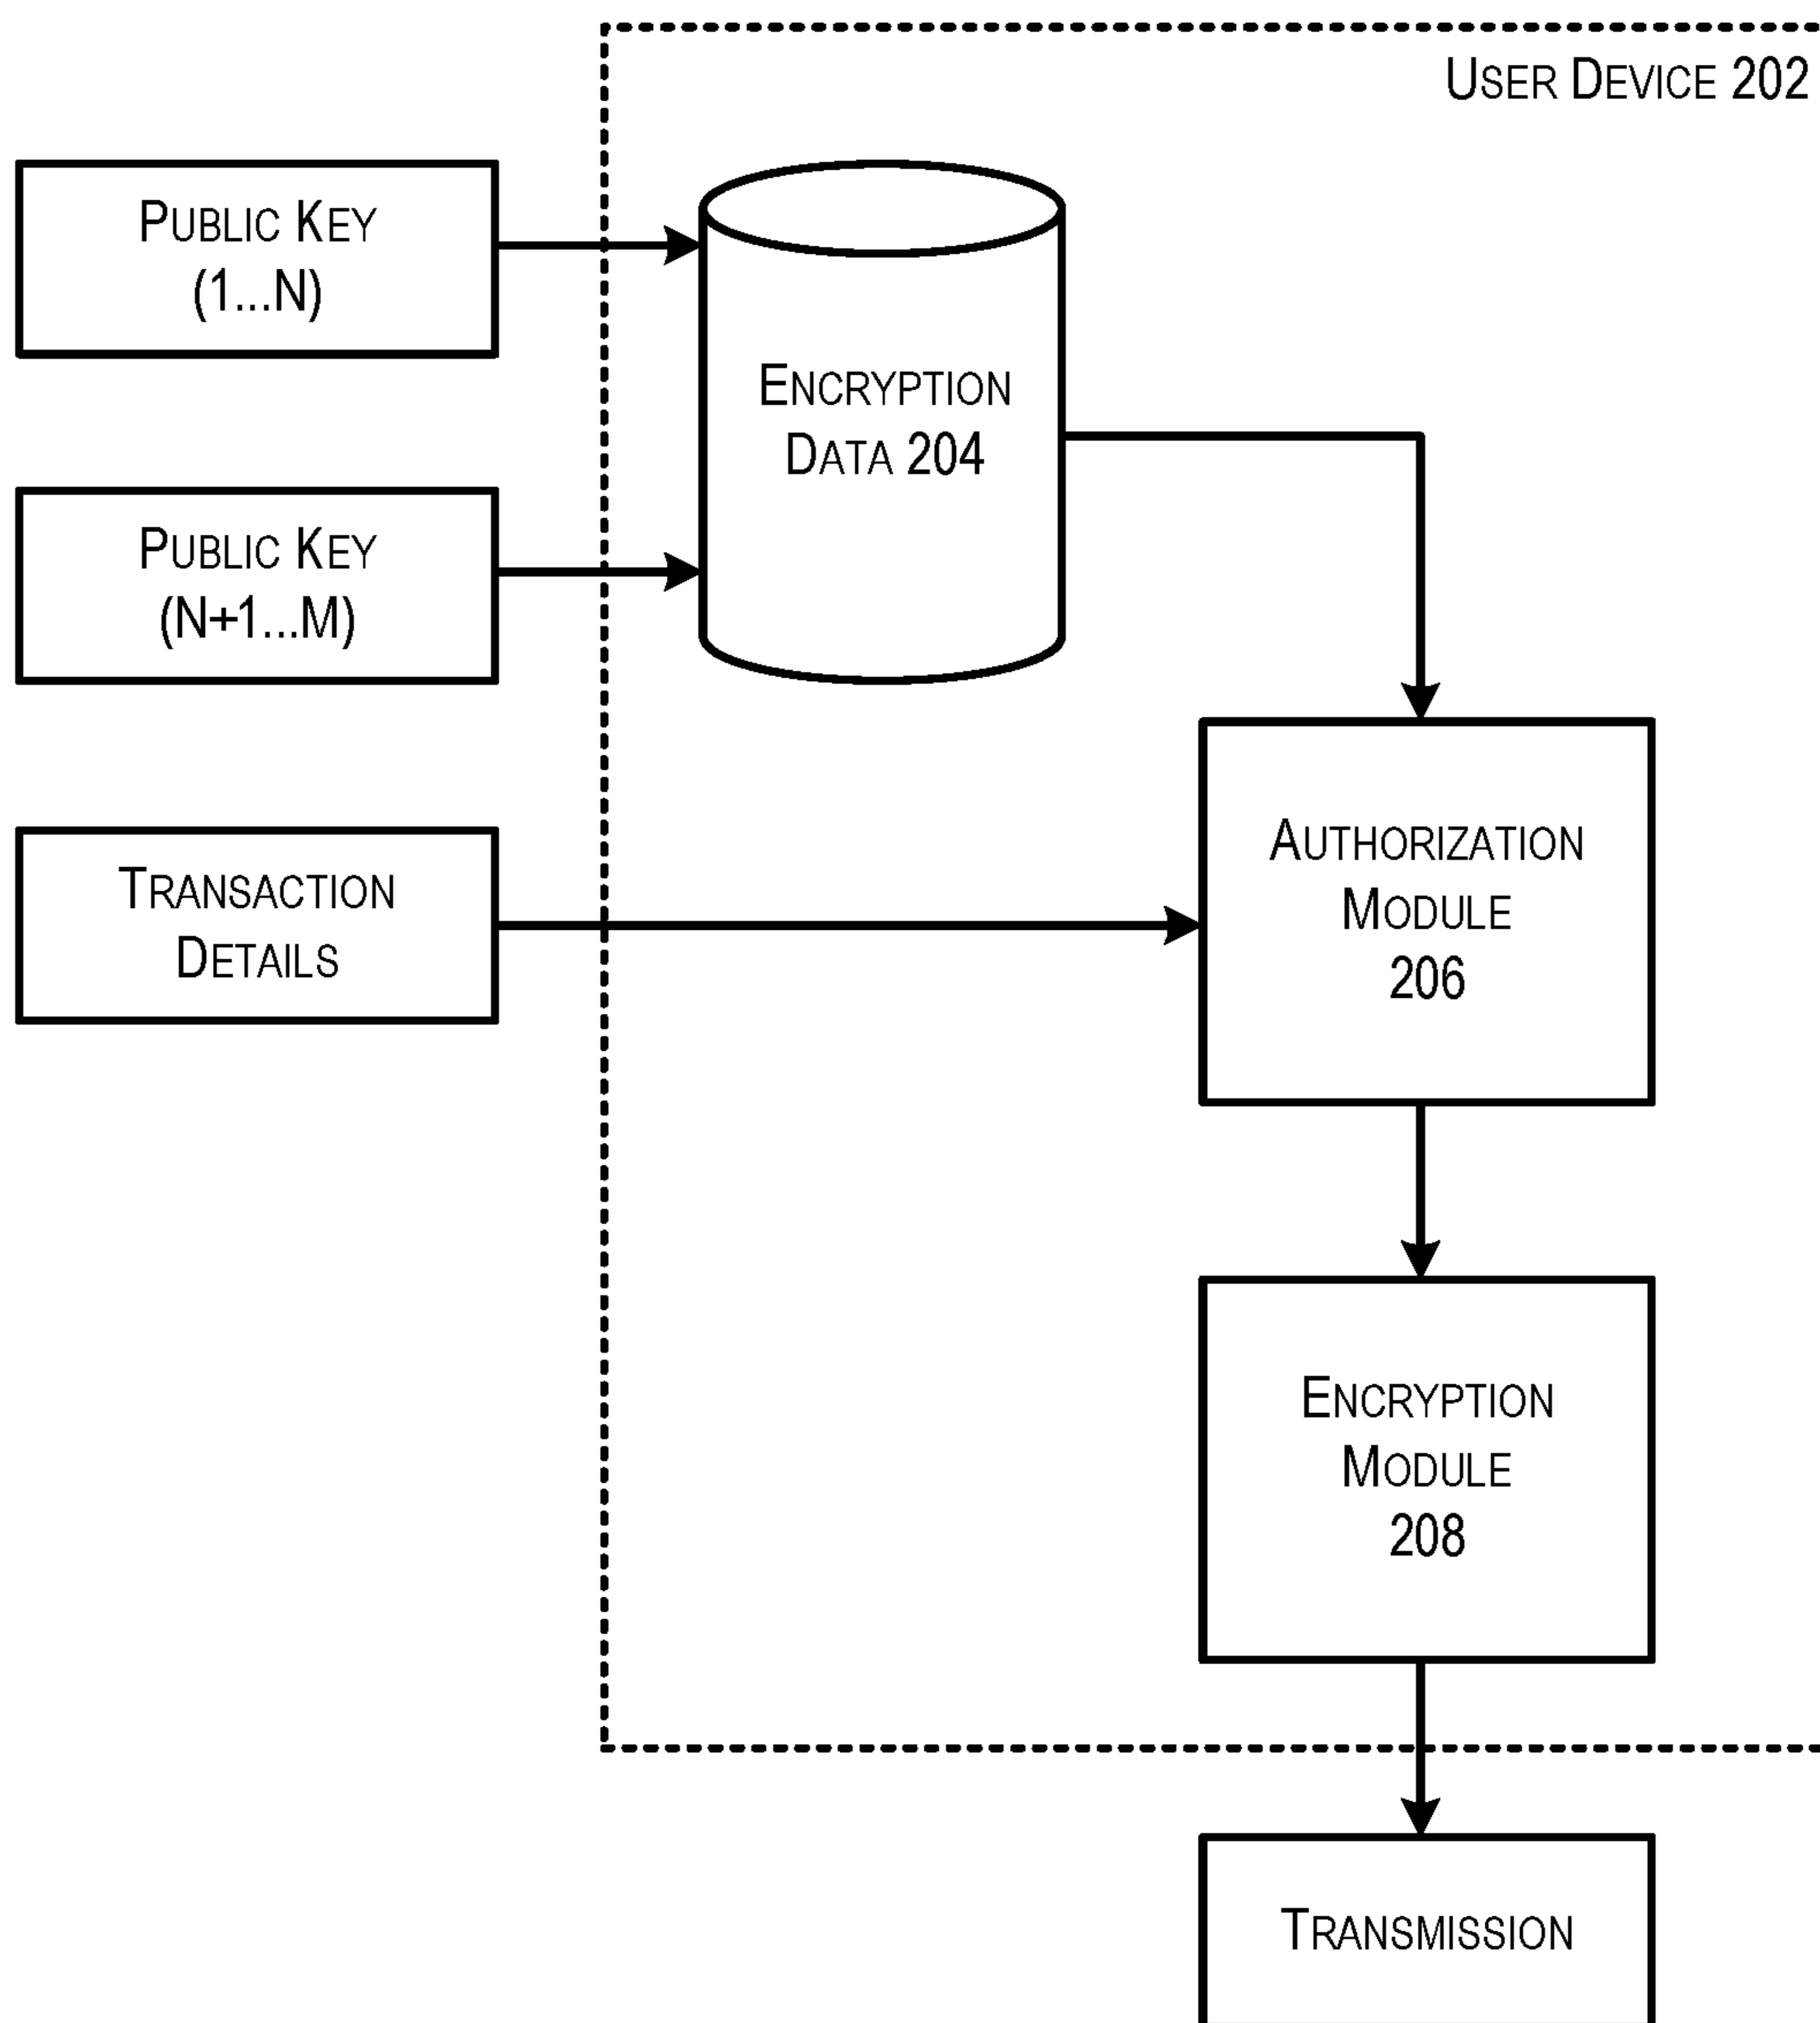 USER DEVICE 202
PUBLIC KEY
(1...N)
ENCRYPTION
DATA 204
PUBLIC KEY
(N+1...M)
TRANSACTION
DETAILS
AUTHORIZATION
MODULE
206
ENCRYPTION
MODULE
208
TRANSMISSION